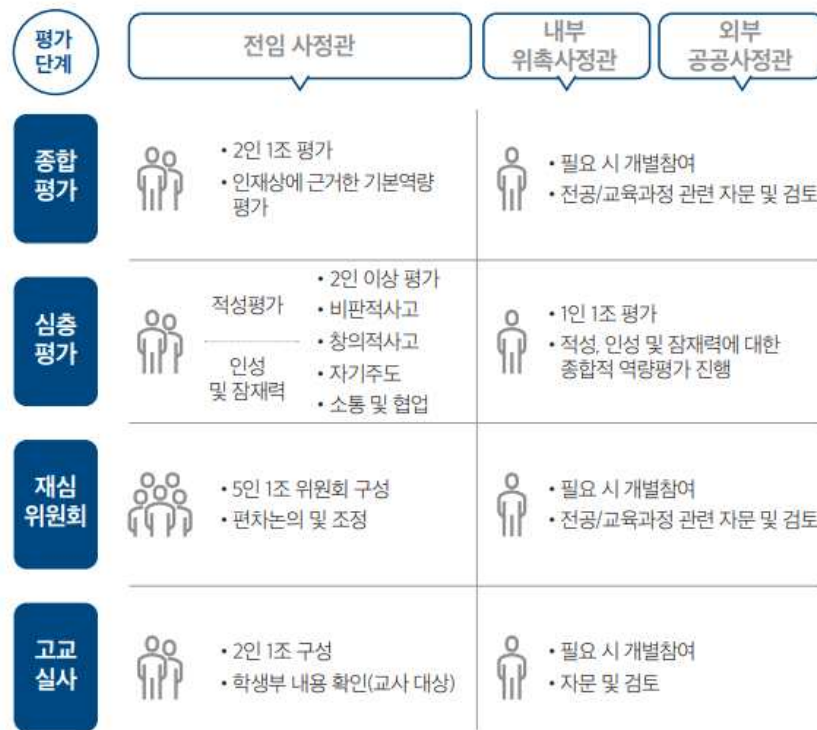 평가
단계
전임 사정관
내부
위촉사정관
외부
공공사정관
종합
평가
• 2인 1조 평가
• 인재상에 근거한 기본역량
평가
• 필요 시 개별참여
• 전공/교육과정 관련 자문 및 검토
심층
평가
적성평가
인성
및 잠재력
• 2인 이상 평가
• 비판적사고
• 창의적사고
• 자기주도
• 소통 및 협업
• 1인 1조 평가
• 적성, 인성 및 잠재력에 대한
종합적 역량평가 진행
재심
위원회
• 5인 1조 위원회 구성
• 편차논의 및 조정
• 필요 시 개별참여
• 전공/교육과정 관련 자문 및 검토
고교
실사
• 2인 1조 구성
• 학생부 내용 확인(교사 대상)
• 필요 시 개별참여
• 자문 및 검토